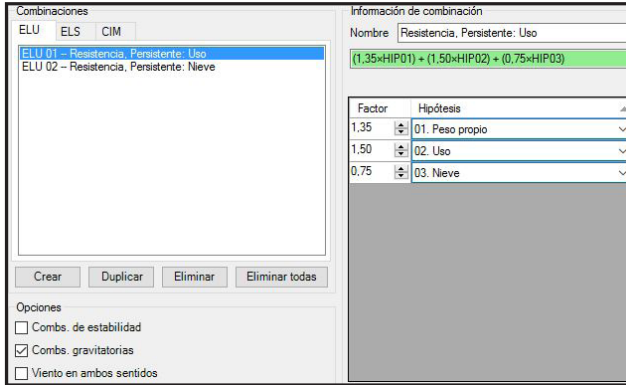 Combinaciones
ELU ELS CIM
ELU 01 – Resistencia, Persistente: Uso
ELU 02 – Resistencia, Persistente: Nieve
Crear Duplicar Eliminar Eliminar todas
Opciones
Combs. de estabilidad
Combs. gravitatorias
Viento en ambos sentidos
Información de combinación
Nombre Resistencia, Persistente: Uso
(1,35×HIP01) + (1,50×HIP02) + (0,75×HIP03)
Factor Hipótesis
1,35 01. Peso propio
1,50 02. Uso
0,75 03. Nieve